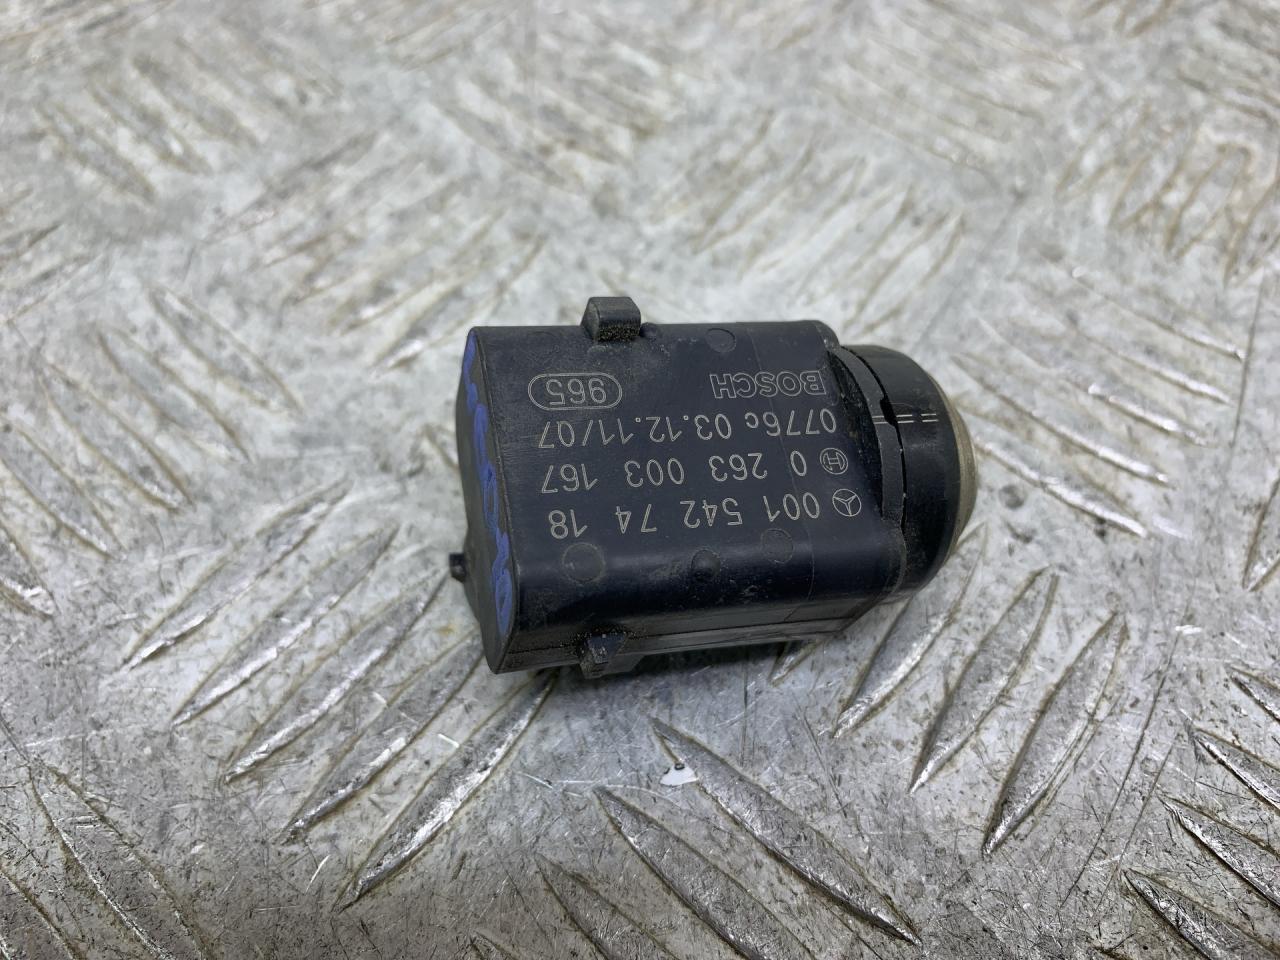 001 542 74 18
0 263 003 167
0776c 03.12.11/07
BOSCH 965